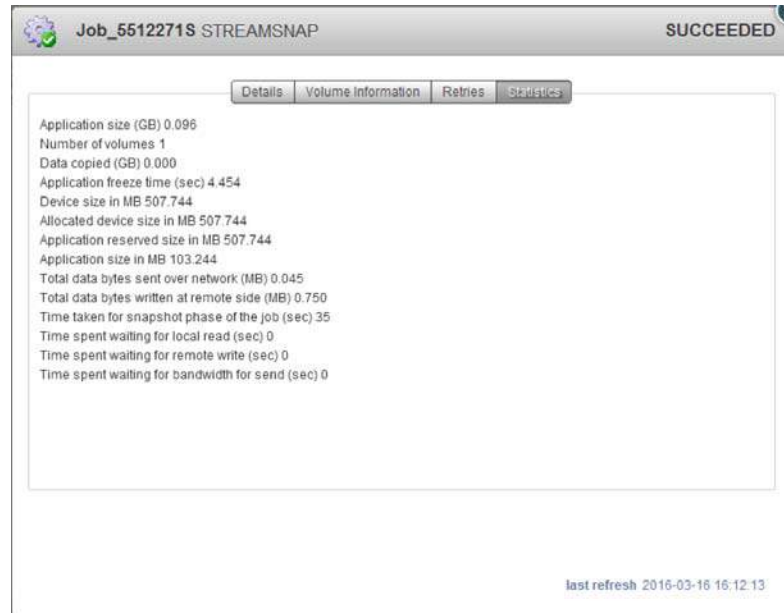 Job_5512271S STREAMSNAP SUCCEEDED
Details Volume Information Retries Statistics
Application size (GB) 0.096
Number of volumes 1
Data copied (GB) 0.000
Application freeze time (sec) 4.454
Device size in MB 507.744
Allocated device size in MB 507.744
Application reserved size in MB 507.744
Application size in MB 103.244
Total data bytes sent over network (MB) 0.045
Total data bytes written at remote side (MB) 0.750
Time taken for snapshot phase of the job (sec) 35
Time spent waiting for local read (sec) 0
Time spent waiting for remote write (sec) 0
Time spent waiting for bandwidth for send (sec) 0
last refresh 2016-03-16 16:12:13